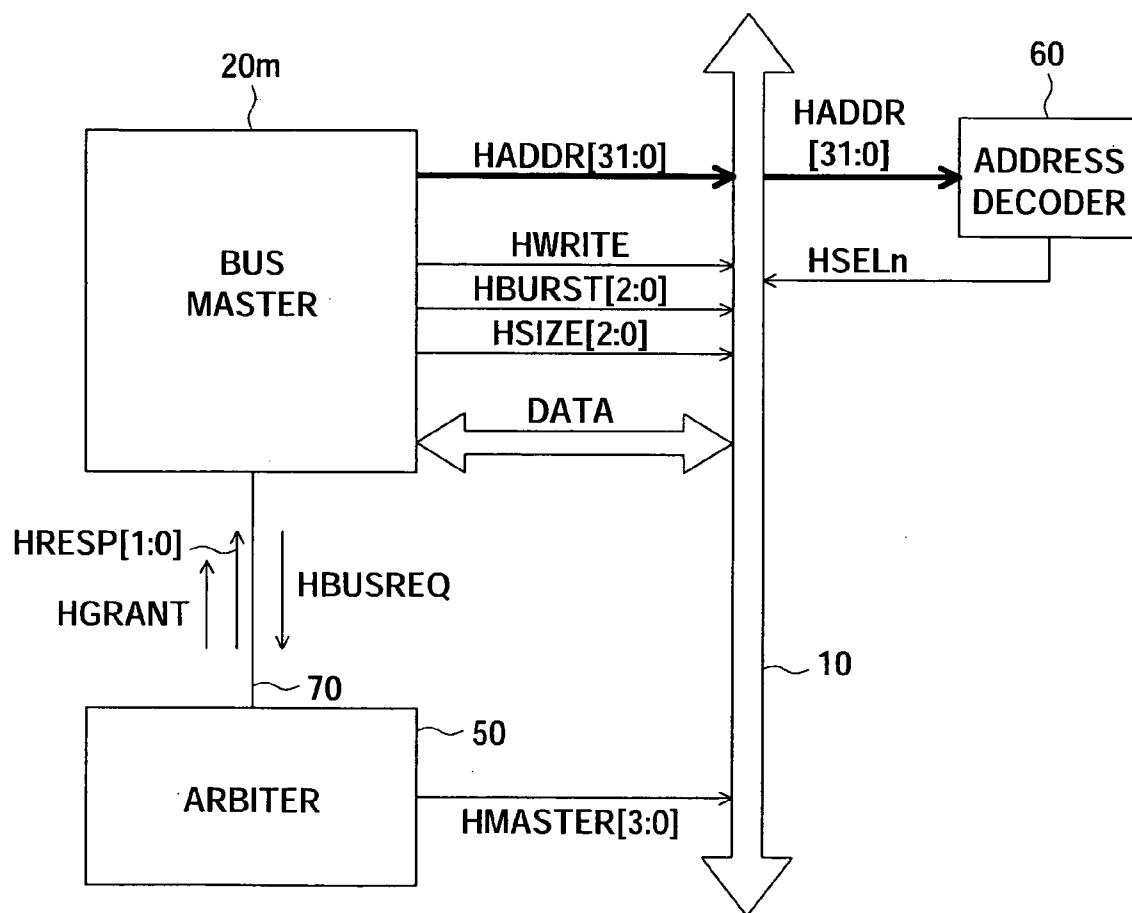 20m
60
HADDR[31:0]
HADDR
[31:0]
ADDRESS
DECODER
BUS
MASTER
HWRITE
HSELn
HBURST[2:0]
HSIZE[2:0]
DATA
HRESP[1:0]
HBUSREQ
HGRANT
10
70
50
ARBITER
HMASTER[3:0]